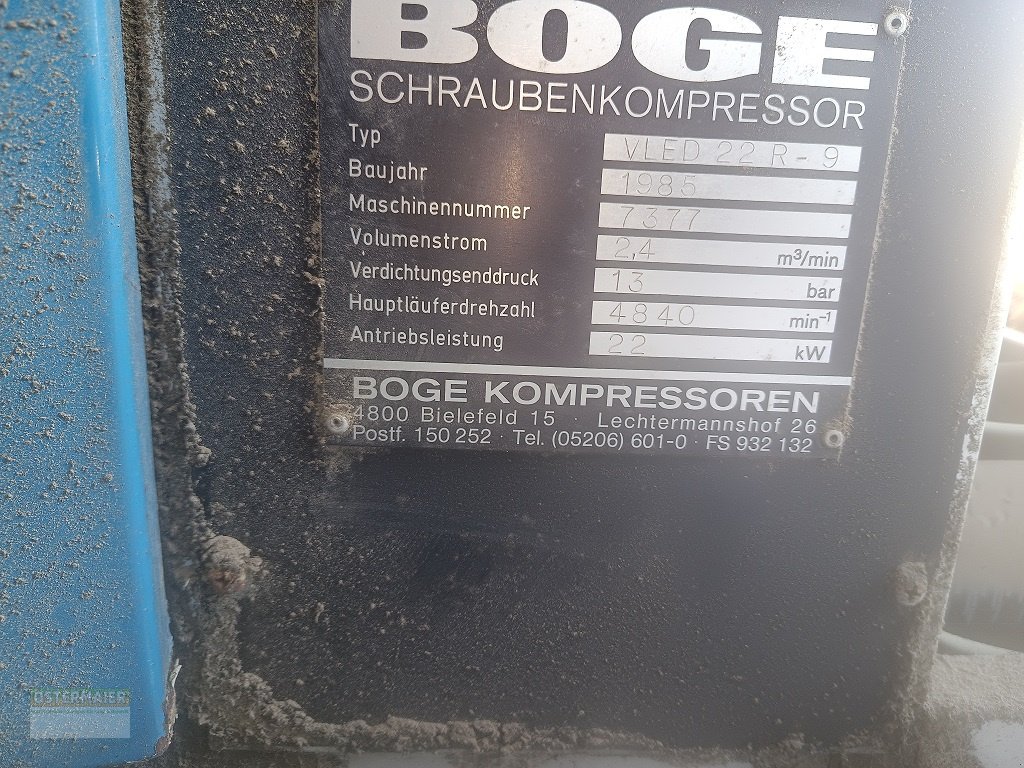 BOGE
SCHRAUBENKOMPRESSOR
Typ VLED 22 R-9
Baujahr 1985
Maschinennummer 7377
Volumenstrom 2,4 m³/min
Verdichtungsenddruck 13 bar
Hauptläuferdrehzahl 4840 min⁻¹
Antriebsleistung 22 kW
BOGE KOMPRESSOREN
4800 Bielefeld 15 · Lechtermannshof 26
Postf. 150 252 · Tel. (05206) 601-0 · FS 932 132
OSTERMAIER